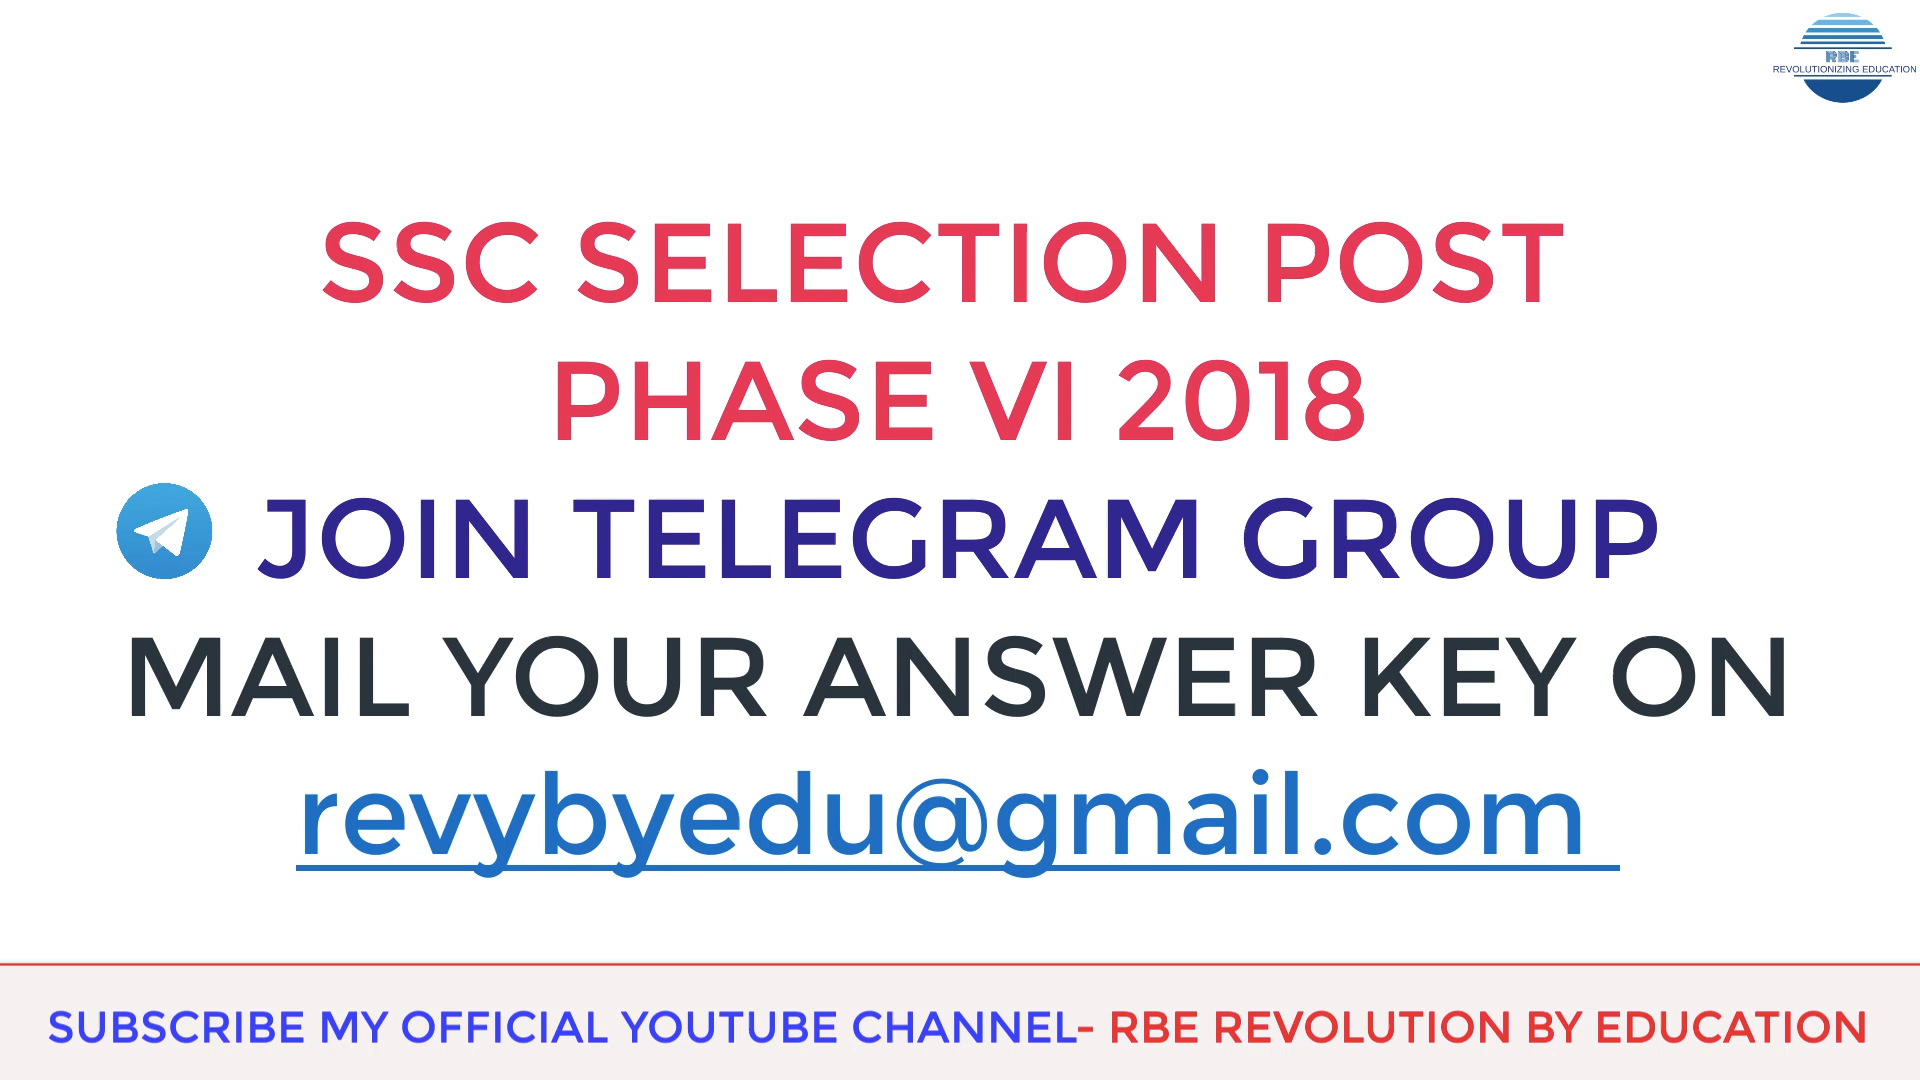 RBE
REVOLUTIONIZING EDUCATION
SSC SELECTION POST
PHASE VI 2018
JOIN TELEGRAM GROUP
MAIL YOUR ANSWER KEY ON
revybyedu@gmail.com
SUBSCRIBE MY OFFICIAL YOUTUBE CHANNEL- RBE REVOLUTION BY EDUCATION